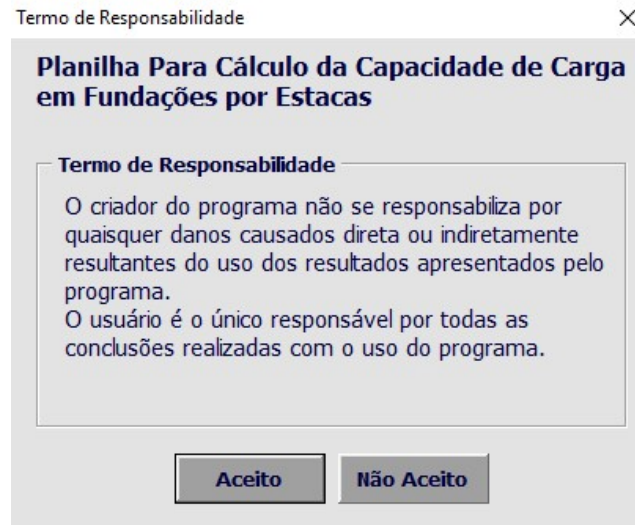 Termo de Responsabilidade
Planilha Para Cálculo da Capacidade de Carga
em Fundações por Estacas
Termo de Responsabilidade
O criador do programa não se responsabiliza por
quaisquer danos causados direta ou indiretamente
resultantes do uso dos resultados apresentados pelo
programa.
O usuário é o único responsável por todas as
conclusões realizadas com o uso do programa.
Aceito
Não Aceito